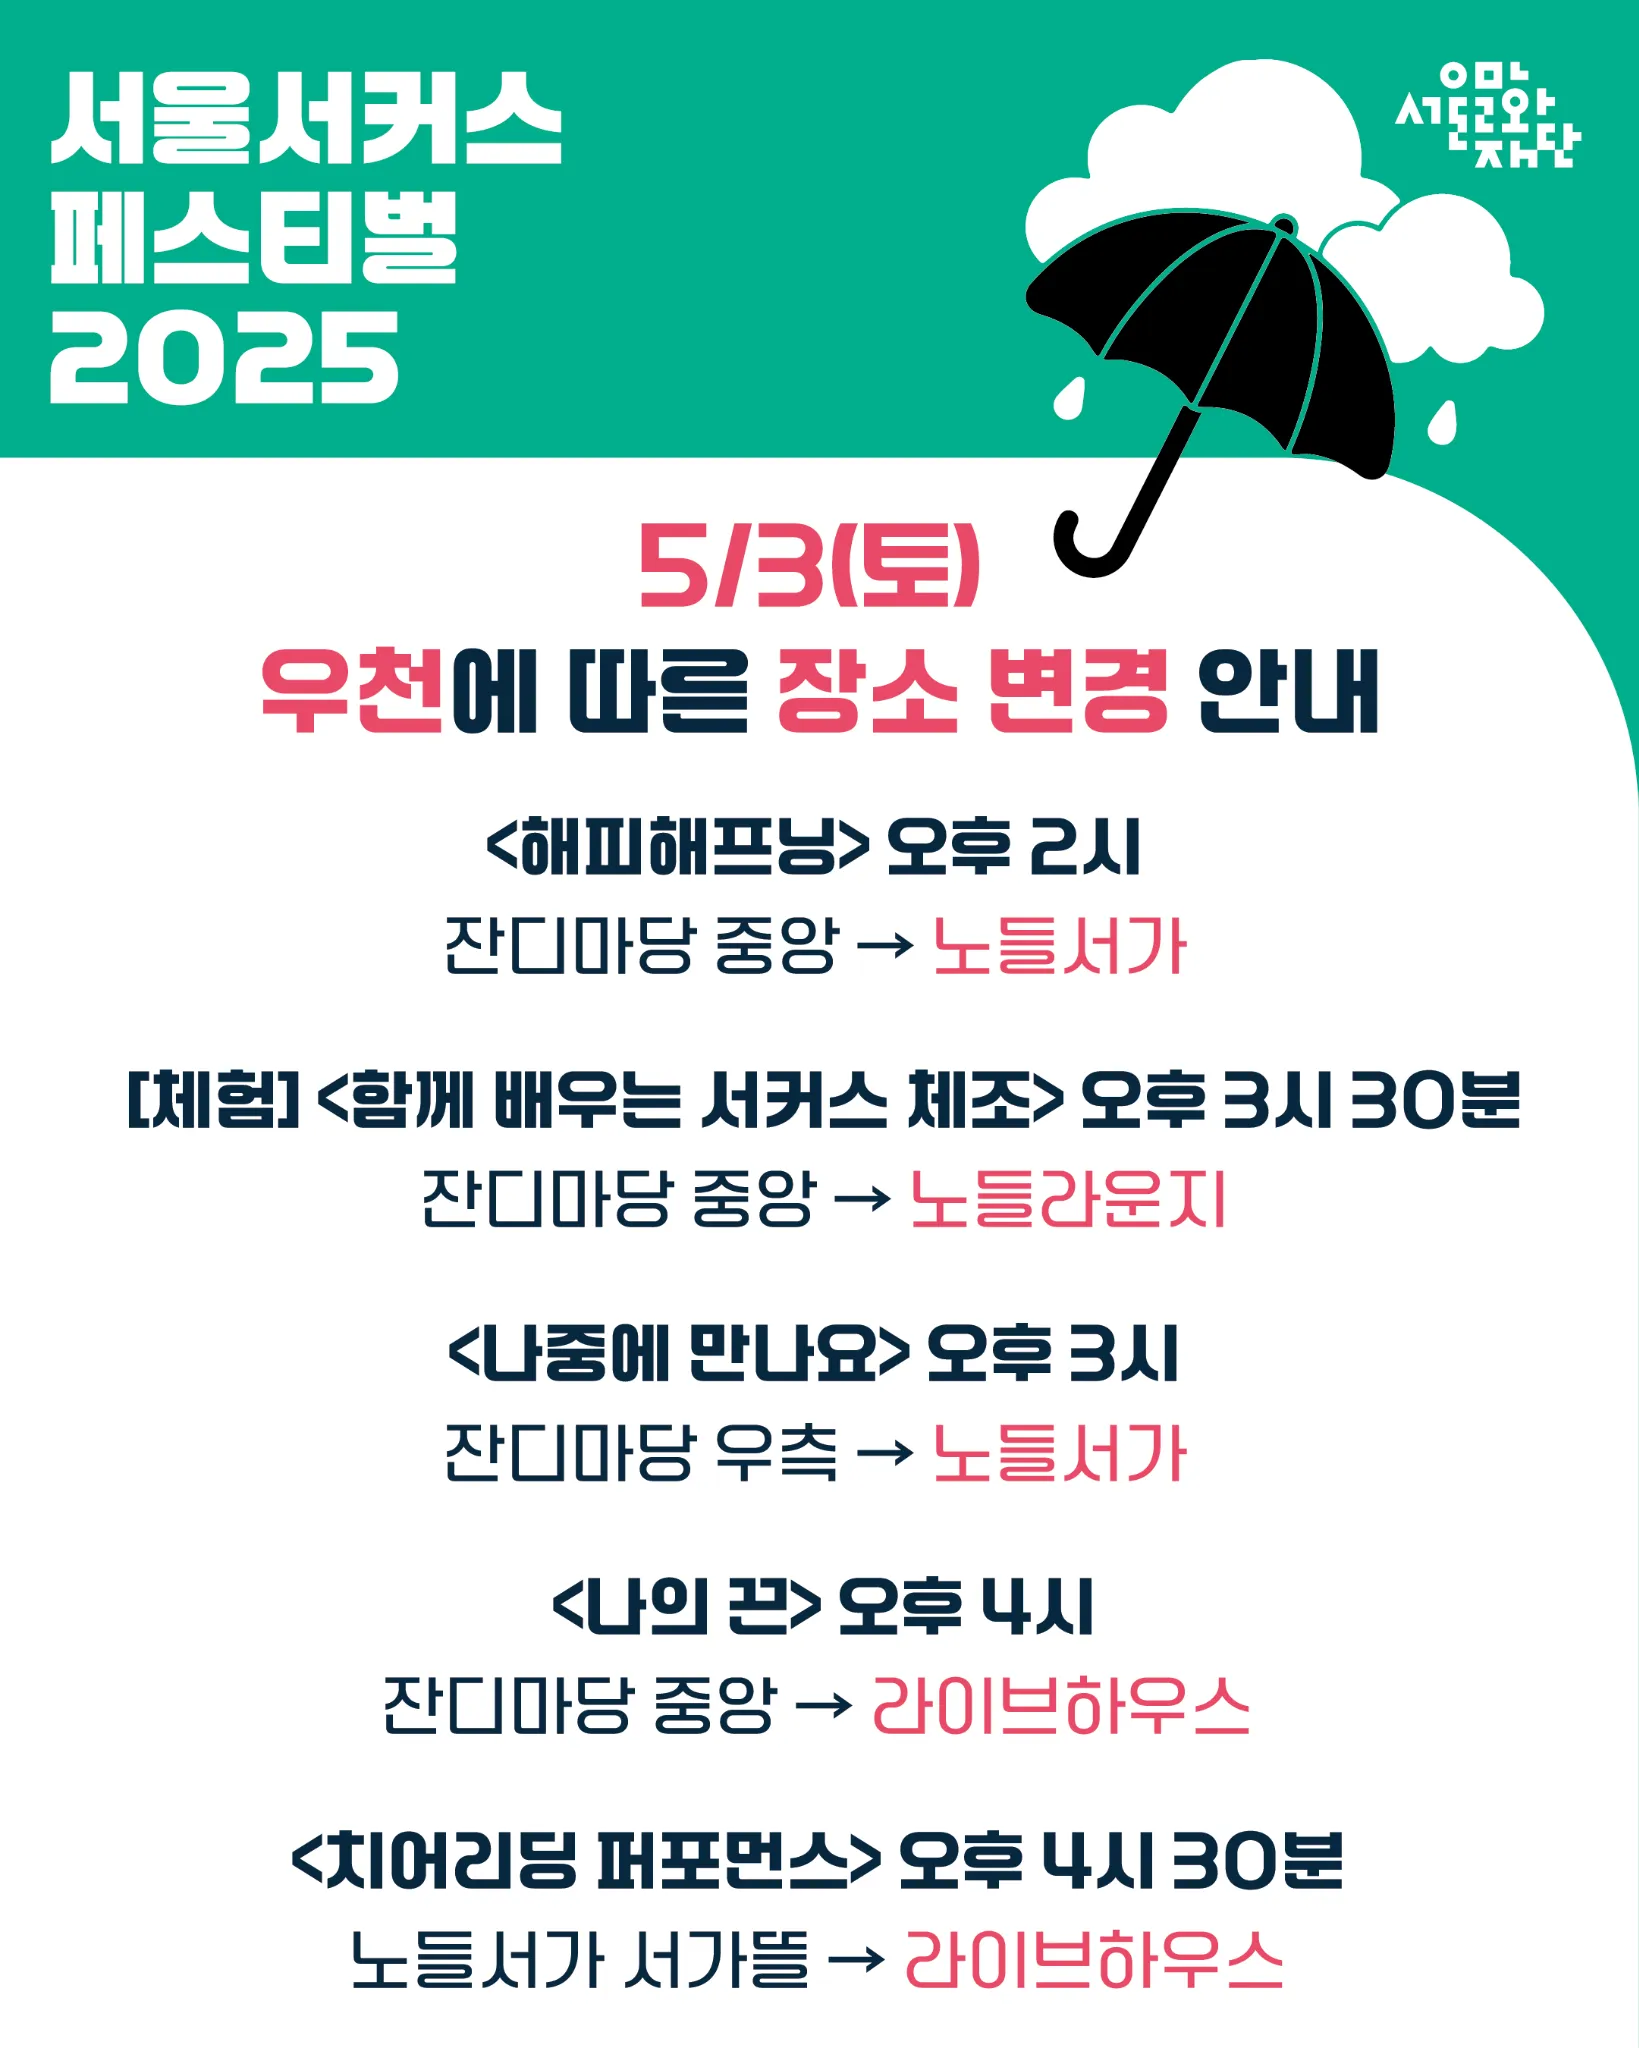 서울서커스
페스티벌
2025
서울문화재단
5/3(토)
우천에 따른 장소 변경 안내
<해피해프닝> 오후 2시
잔디마당 중앙 → 노들서가
[체험] <함께 배우는 서커스 체조> 오후 3시 30분
잔디마당 중앙 → 노들라운지
<나중에 만나요> 오후 3시
잔디마당 우측 → 노들서가
<나의 끈> 오후 4시
잔디마당 중앙 → 라이브하우스
<치어리딩 퍼포먼스> 오후 4시 30분
노들서가 서가뜰 → 라이브하우스